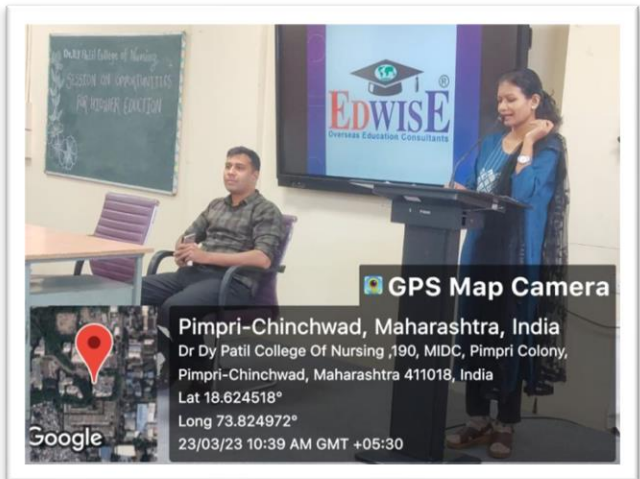 Dr. D.Y Patil College of Nursing
SESSION ON OPPORTUNITIES
FOR HIGHER EDUCATION
EDWISE®
Overseas Education Consultants
GPS Map Camera
Pimpri-Chinchwad, Maharashtra, India
Dr Dy Patil College Of Nursing ,190, MIDC, Pimpri Colony,
Pimpri-Chinchwad, Maharashtra 411018, India
Lat 18.624518°
Long 73.824972°
23/03/23 10:39 AM GMT +05:30
Google